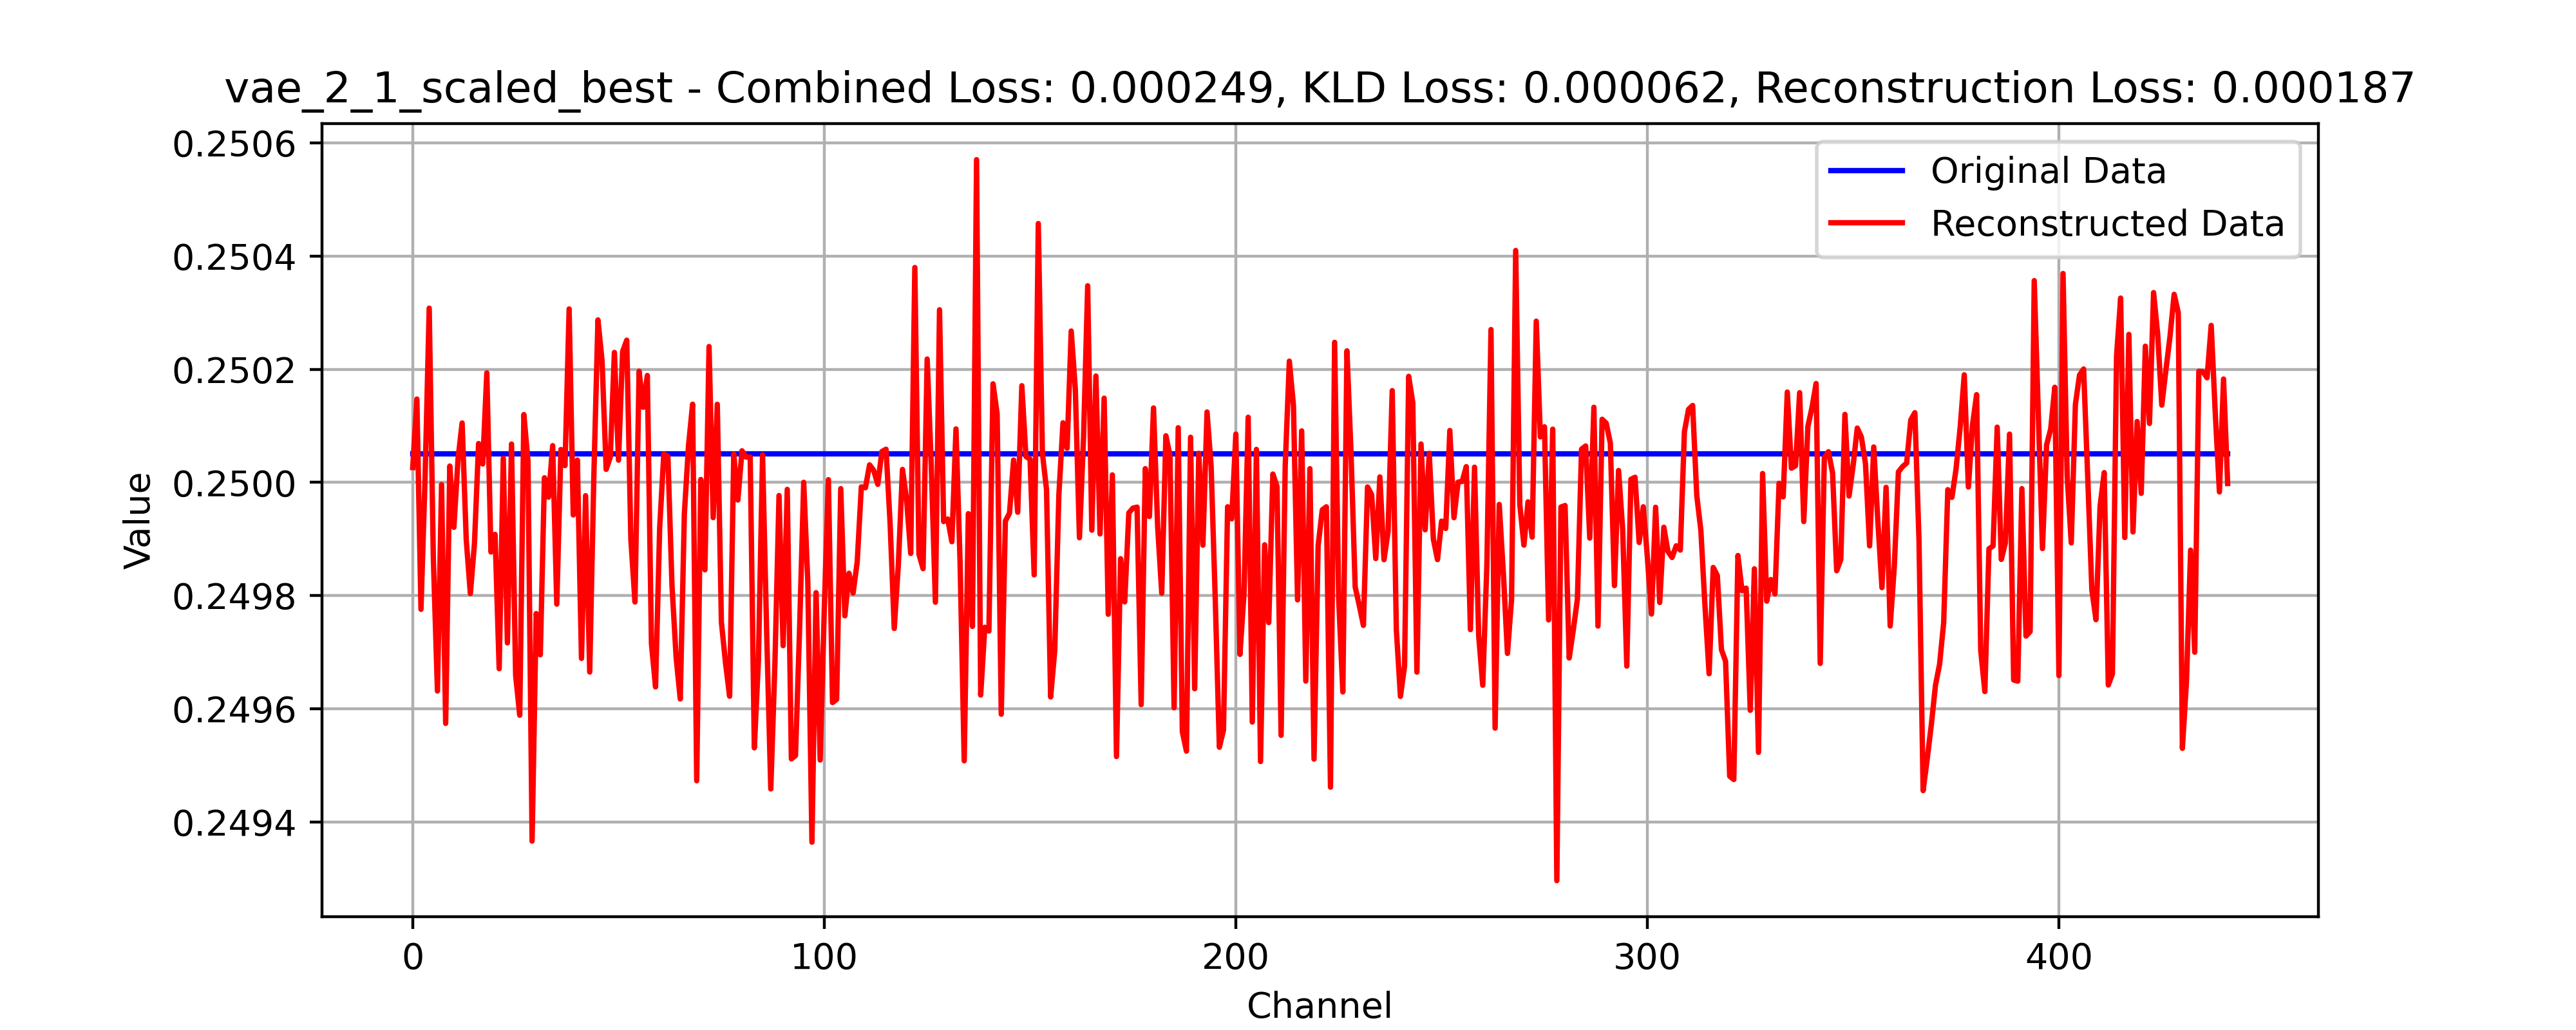 vae_2_1_scaled_best - Combined Loss: 0.000249, KLD Loss: 0.000062, Reconstruction Loss: 0.000187
0.2506
0.2504
0.2502
0.2500
0.2498
0.2496
0.2494
Value
Original Data
Reconstructed Data
0 100 200 300 400
Channel